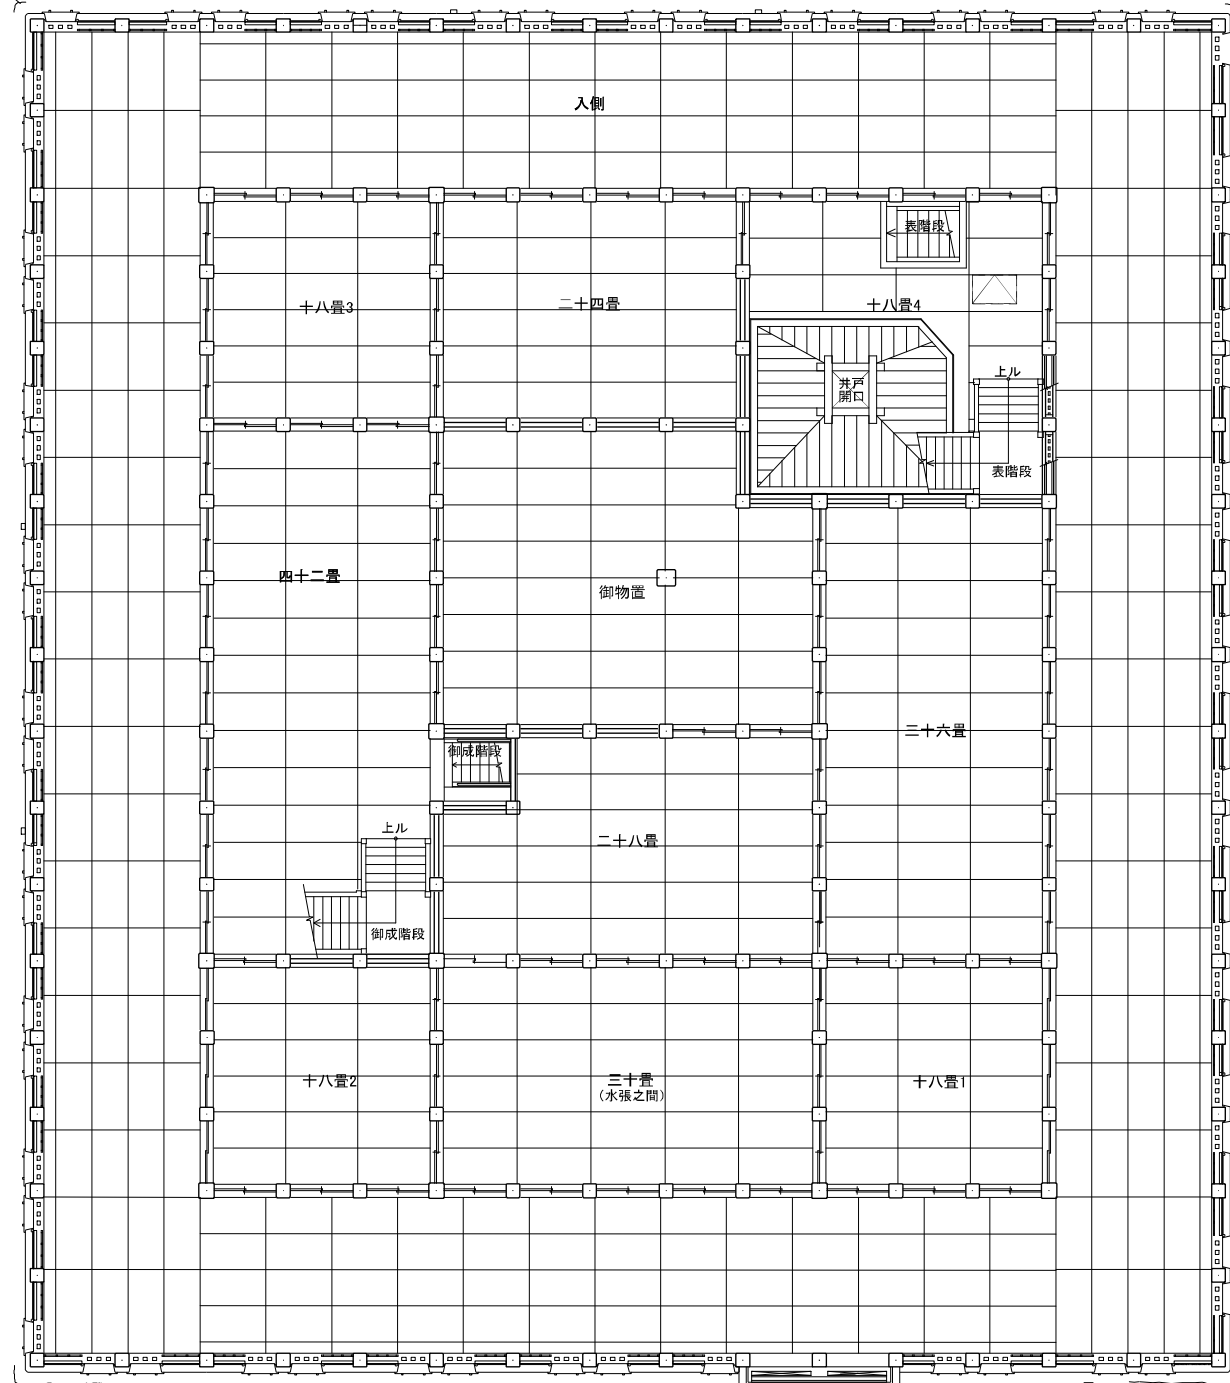 入側
表階段
十八畳3
二十四畳
十八畳4
上ル
井戸
開口
表階段
四十二畳
御物置
三十六畳
御成階段
上ル
二十八畳
御成階段
十八畳2
三十畳
(水張之間)
十八畳1